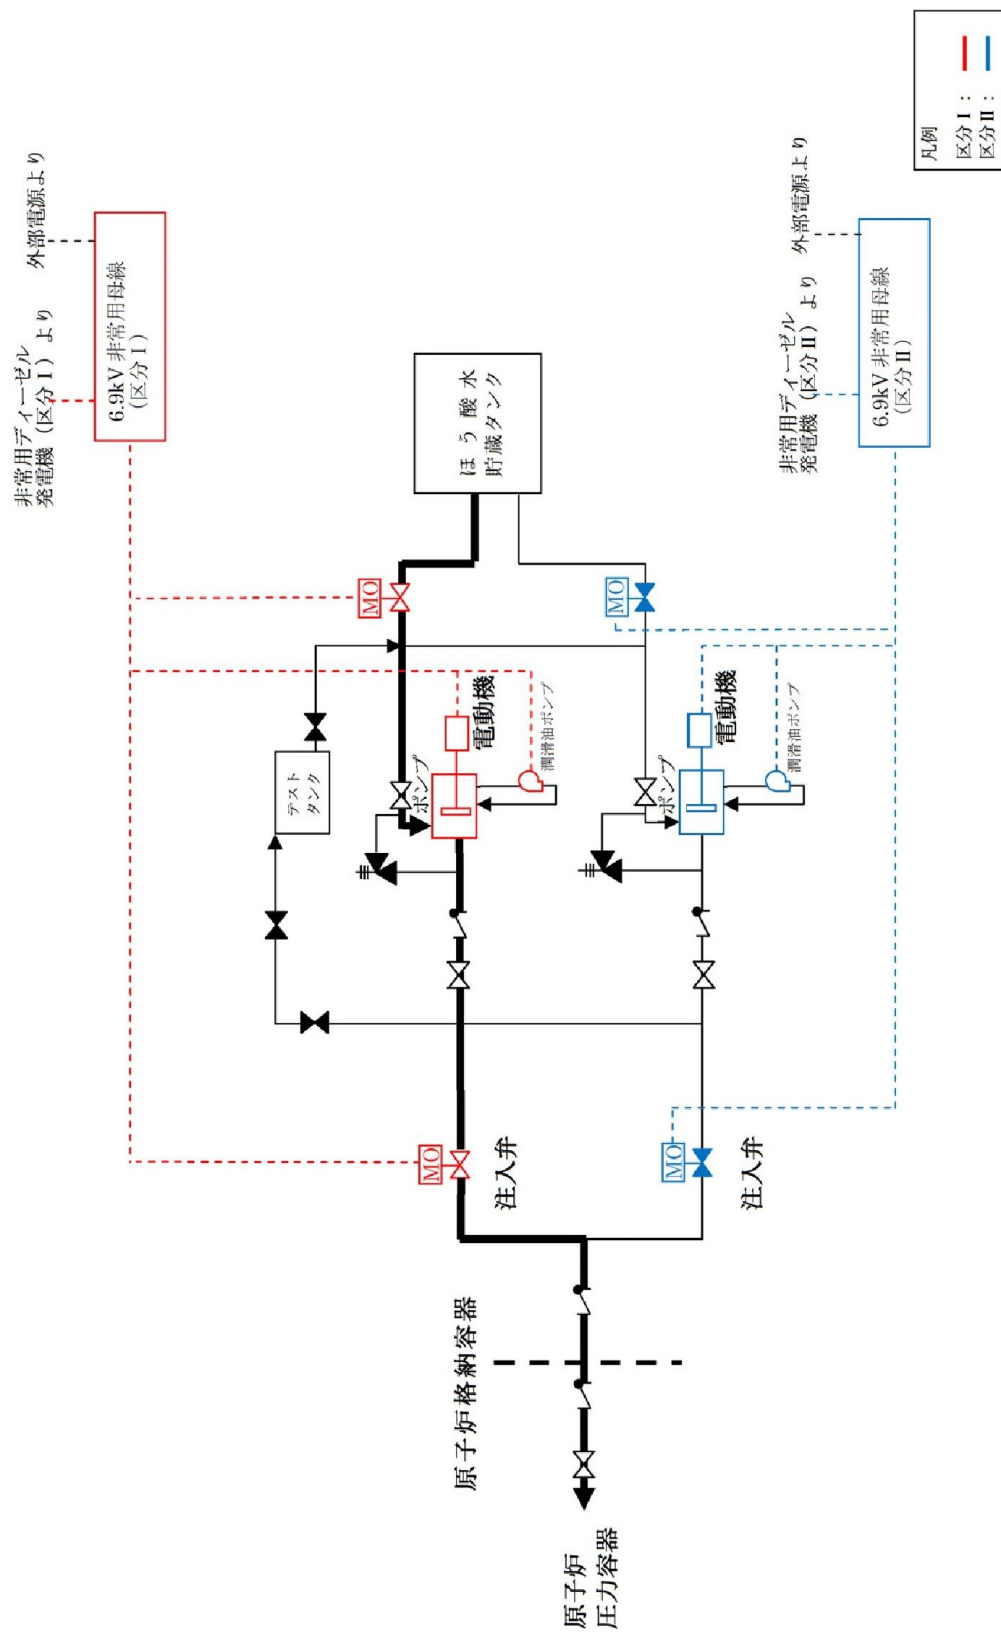 原子炉
圧力容器
原子炉格納容器
注入弁
MO
注入弁
MO
テスト
タンク
ポンプ
電動機
潤滑油ポンプ
ポンプ
電動機
潤滑油ポンプ
MO
MO
ほう酸水
貯蔵タンク
非常用ディーゼル
発電機(区分Ⅰ)より
外部電源より
6.9kV 非常用母線
(区分Ⅰ)
非常用ディーゼル
発電機(区分Ⅱ)より
外部電源より
6.9kV 非常用母線
(区分Ⅱ)
凡例
区分Ⅰ：
区分Ⅱ：